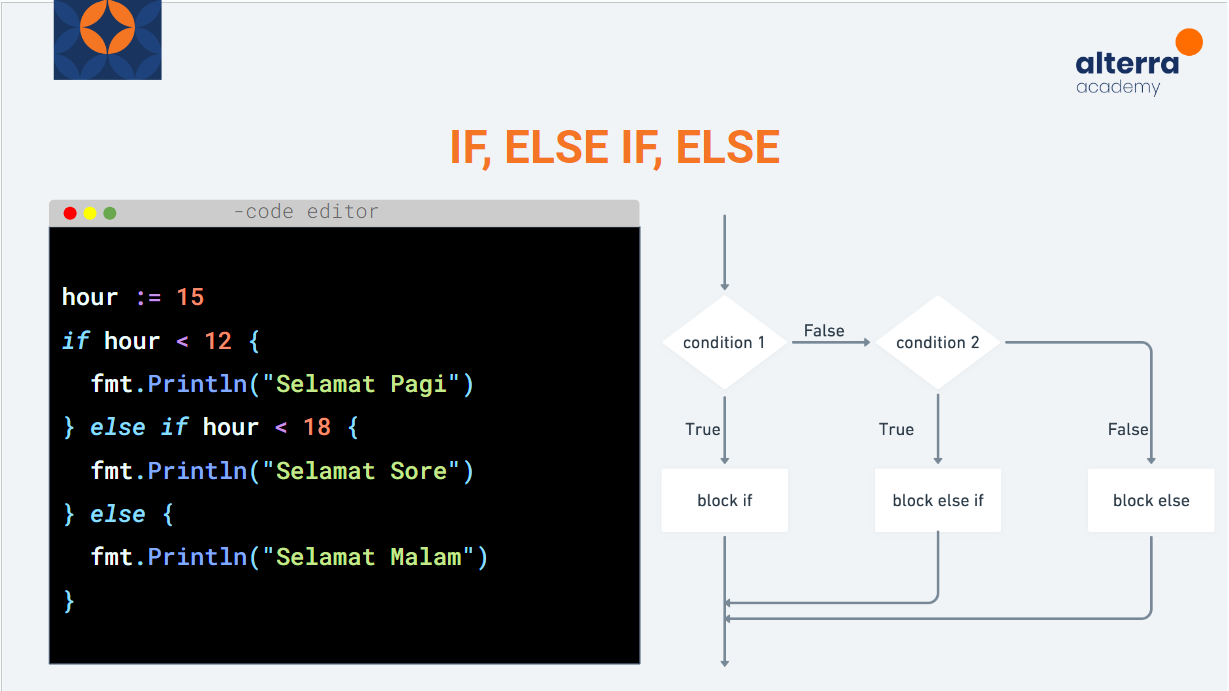 alterra
academy
IF, ELSE IF, ELSE
-code editor
hour := 15
if hour < 12 {
  fmt.Println("Selamat Pagi")
} else if hour < 18 {
  fmt.Println("Selamat Sore")
} else {
  fmt.Println("Selamat Malam")
}
condition 1
False
condition 2
True
True
False
block if
block else if
block else